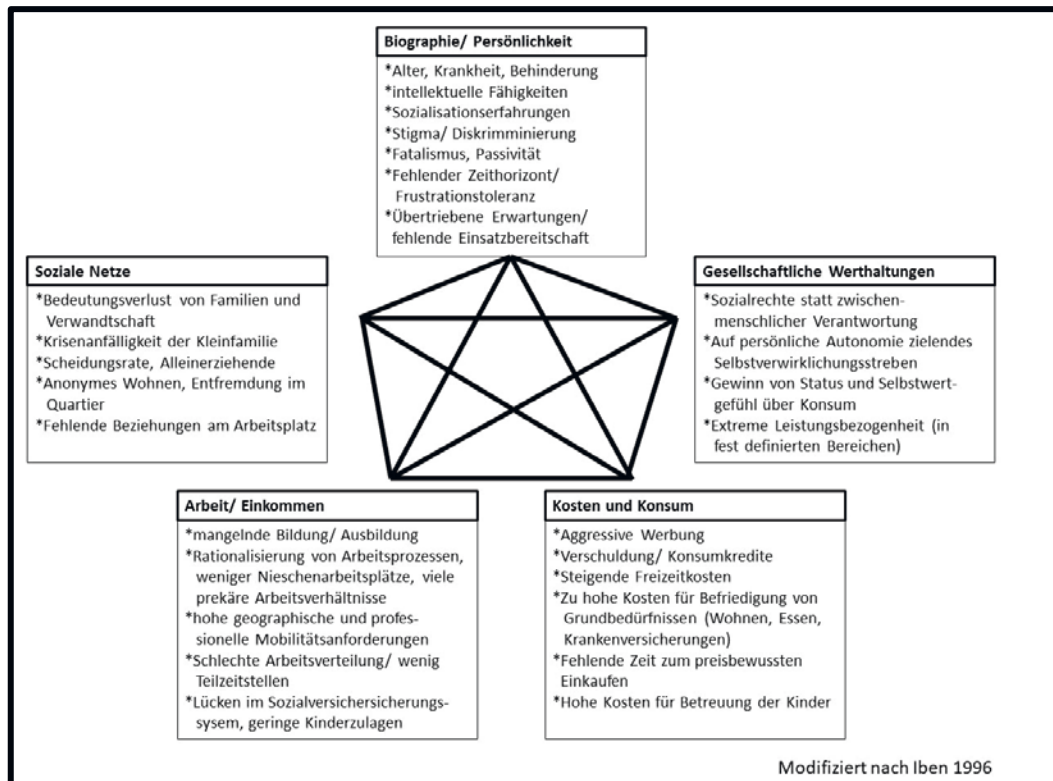 Biographie/ Persönlichkeit
*Alter, Krankheit, Behinderung
*intellektuelle Fähigkeiten
*Sozialisationserfahrungen
*Stigma/ Diskrimminierung
*Fatalismus, Passivität
*Fehlender Zeithorizont/
Frustrationstoleranz
*Übertriebene Erwartungen/
fehlende Einsatzbereitschaft
Soziale Netze
*Bedeutungsverlust von Familien und
Verwandtschaft
*Krisenanfälligkeit der Kleinfamilie
*Scheidungsrate, Alleinerziehende
*Anonymes Wohnen, Entfremdung im
Quartier
*Fehlende Beziehungen am Arbeitsplatz
Gesellschaftliche Werthaltungen
*Sozialrechte statt zwischen-
menschlicher Verantwortung
*Auf persönliche Autonomie zielendes
Selbstverwirklichungsstreben
*Gewinn von Status und Selbstwert-
gefühl über Konsum
*Extreme Leistungsbezogenheit (in
fest definierten Bereichen)
Arbeit/ Einkommen
*mangelnde Bildung/ Ausbildung
*Rationalisierung von Arbeitsprozessen,
weniger Nieschenarbeitsplätze, viele
prekäre Arbeitsverhältnisse
*hohe geographische und profes-
sionelle Mobilitätsanforderungen
*Schlechte Arbeitsverteilung/ wenig
Teilzeitstellen
*Lücken im Sozialversichersicherungs-
sysem, geringe Kinderzulagen
Kosten und Konsum
*Aggressive Werbung
*Verschuldung/ Konsumkredite
*Steigende Freizeitkosten
*Zu hohe Kosten für Befriedigung von
Grundbedürfnissen (Wohnen, Essen,
Krankenversicherungen)
*Fehlende Zeit zum preisbewussten
Einkaufen
*Hohe Kosten für Betreuung der Kinder
Modifiziert nach Iben 1996